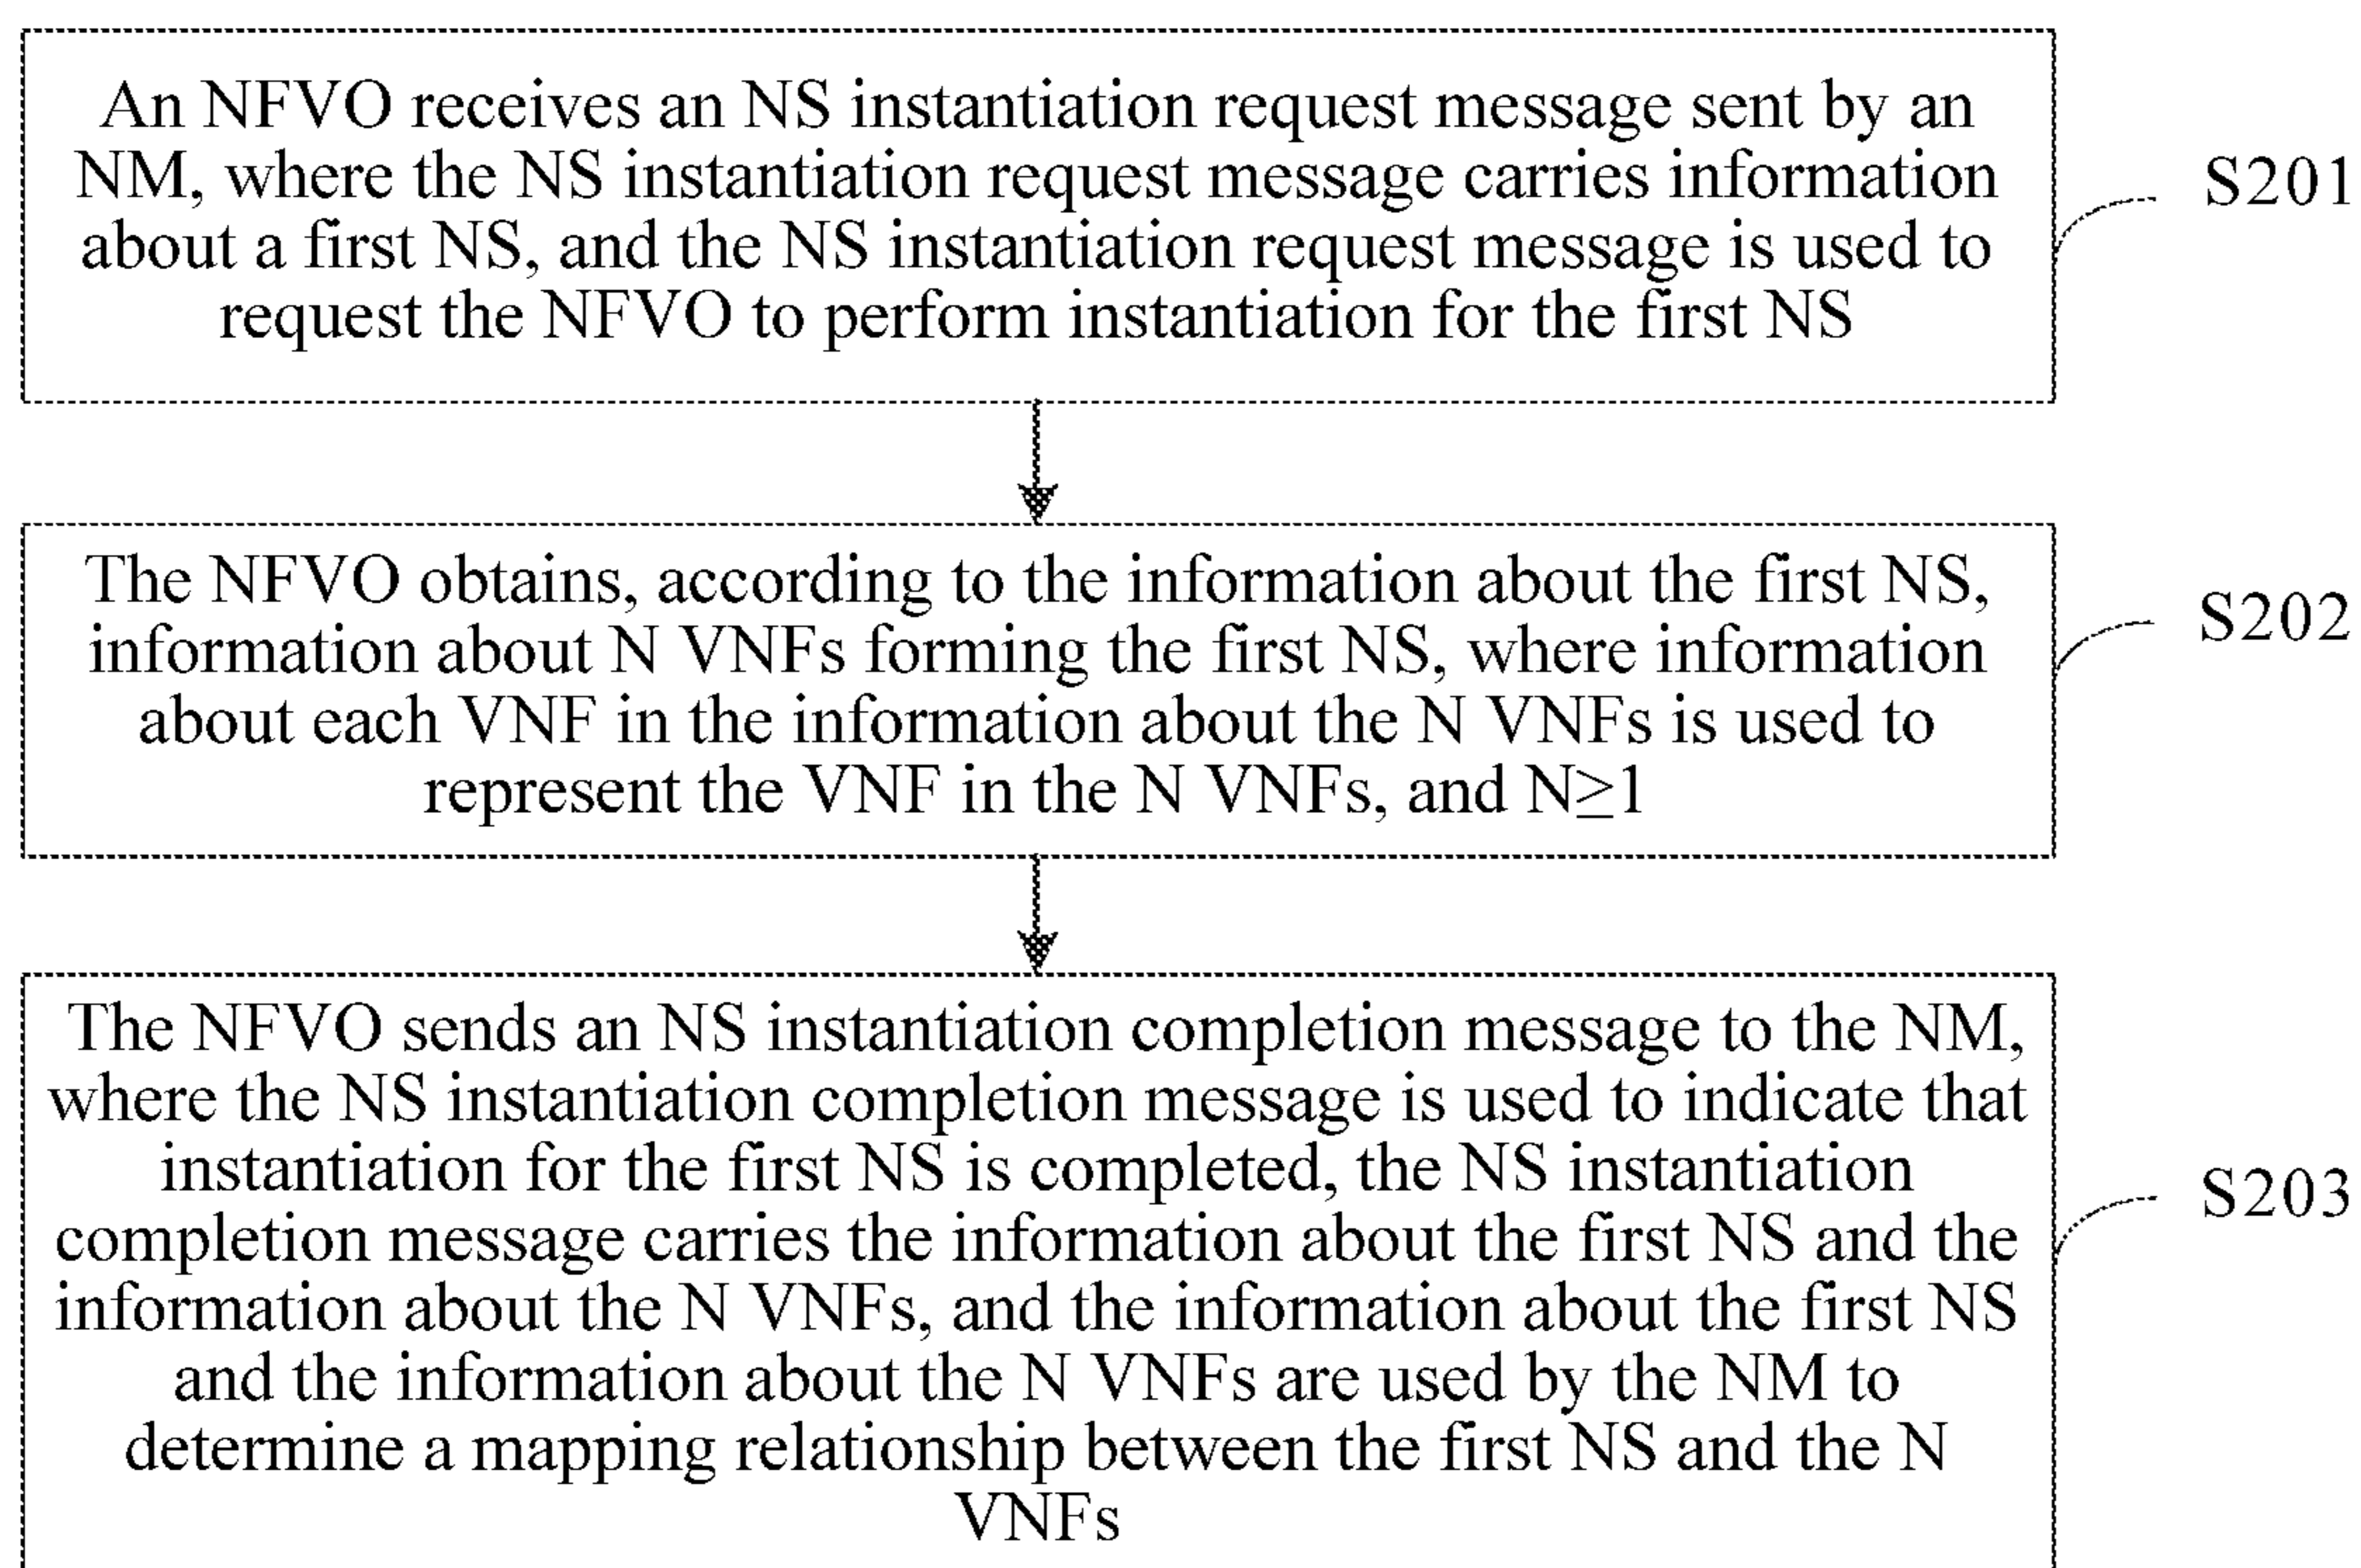 An NFVO receives an NS instantiation request message sent by an
NM, where the NS instantiation request message carries information
about a first NS, and the NS instantiation request message is used to
request the NFVO to perform instantiation for the first NS
S201
The NFVO obtains, according to the information about the first NS,
information about N VNFs forming the first NS, where information
about each VNF in the information about the N VNFs is used to
represent the VNF in the N VNFs, and N≥1
S202
The NFVO sends an NS instantiation completion message to the NM,
where the NS instantiation completion message is used to indicate that
instantiation for the first NS is completed, the NS instantiation
completion message carries the information about the first NS and the
information about the N VNFs, and the information about the first NS
and the information about the N VNFs are used by the NM to
determine a mapping relationship between the first NS and the N
VNFs
S203